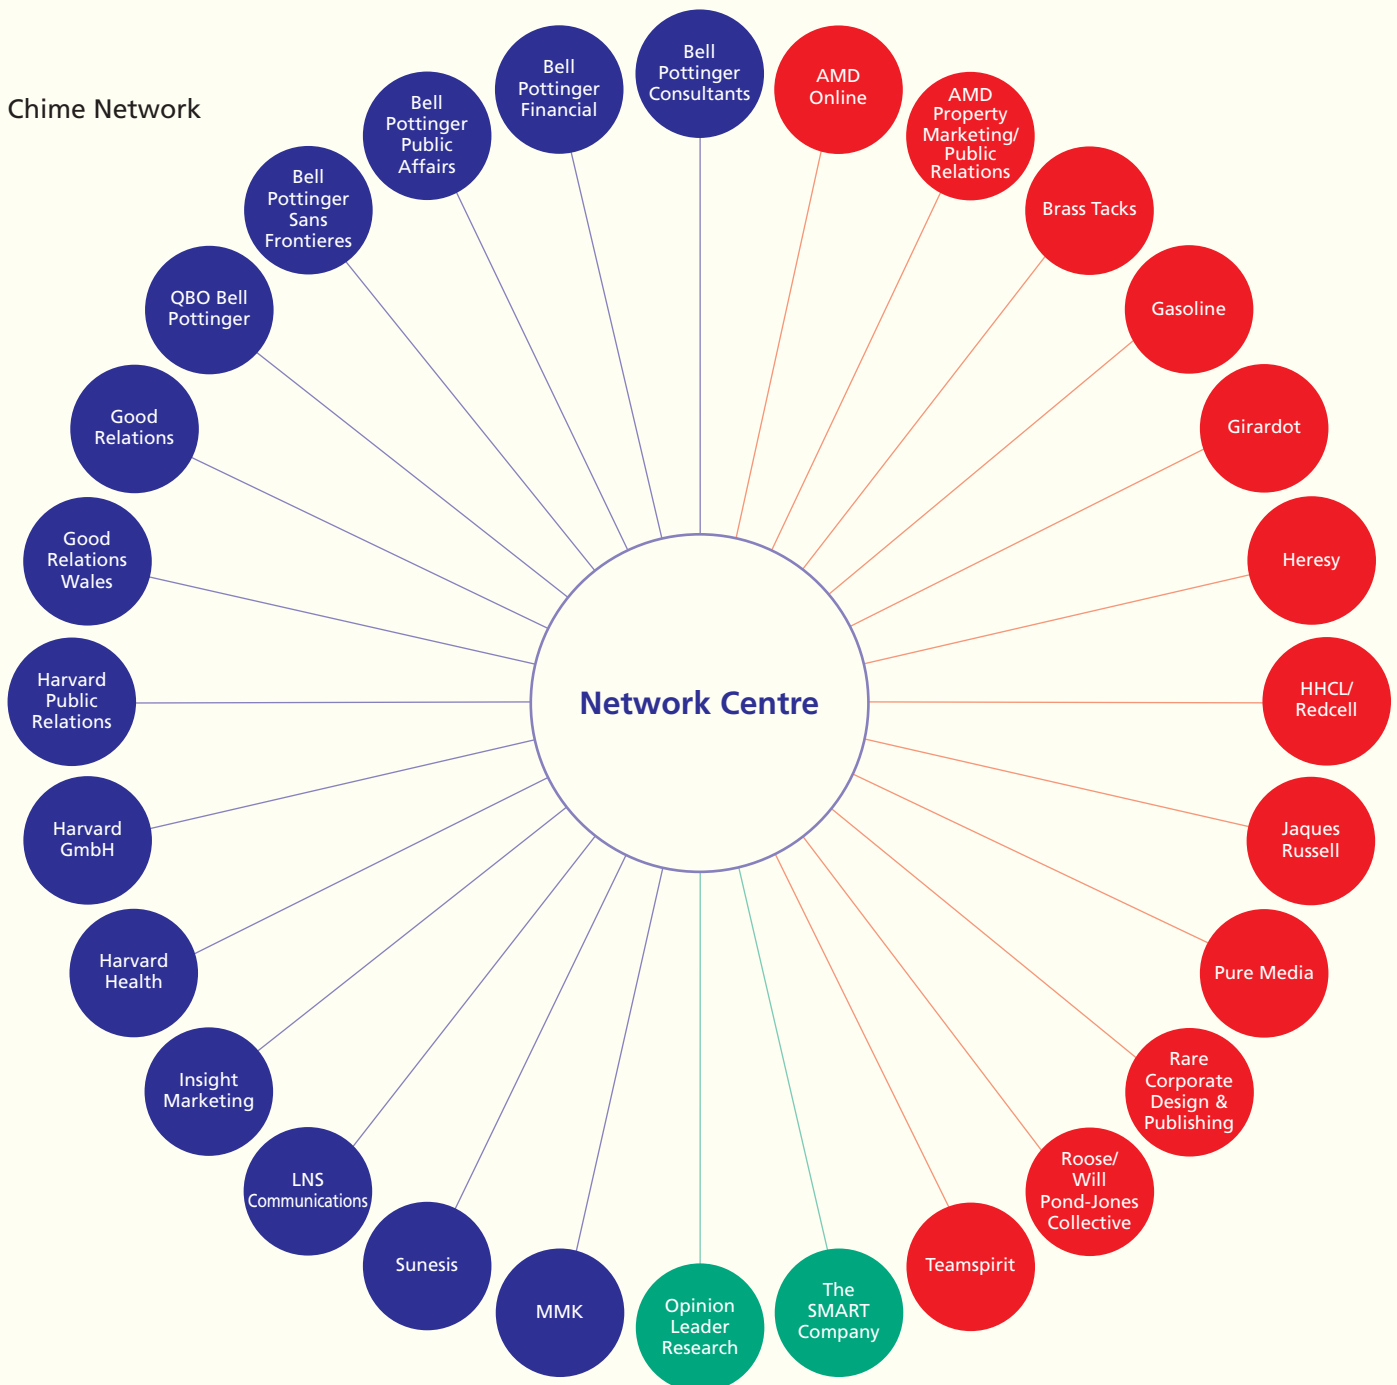 Chime Network
Bell
Pottinger
Consultants
AMD
Online
AMD
Property
Marketing/
Public
Relations
Brass Tacks
Gasoline
Girardot
Heresy
HHCL/
Redcell
Jaques
Russell
Pure Media
Rare
Corporate
Design &
Publishing
Roose/
Will
Pond-Jones
Collective
Teamspirit
The
SMART
Company
Opinion
Leader
Research
MMK
Sunesis
LNS
Communications
Insight
Marketing
Harvard
Health
Harvard
GmbH
Harvard
Public
Relations
Good
Relations
Wales
Good
Relations
QBO Bell
Pottinger
Bell
Pottinger
Sans
Frontieres
Bell
Pottinger
Public
Affairs
Bell
Pottinger
Financial
Network Centre